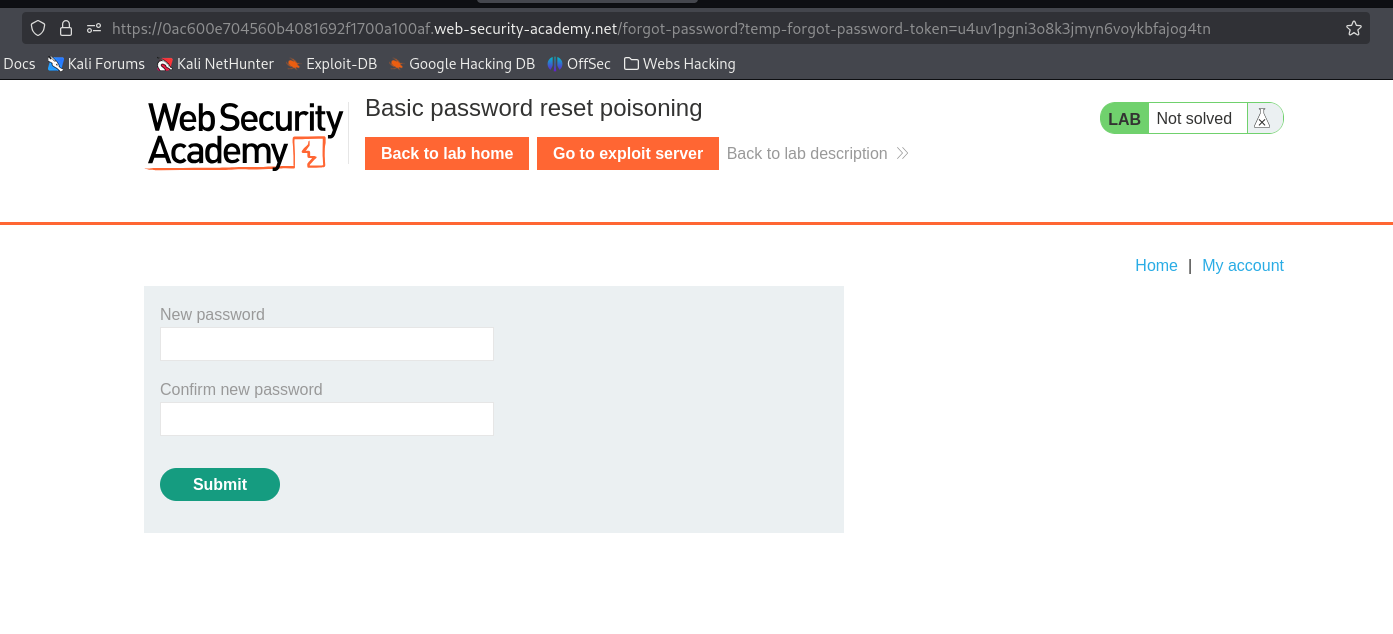 https://0ac600e704560b4081692f1700a100af.web-security-academy.net/forgot-password?temp-forgot-password-token=u4uv1pgni3o8k3jmyn6voykbfajog4tn
Docs Kali Forums Kali NetHunter Exploit-DB Google Hacking DB OffSec Webs Hacking
Web Security
Academy
Basic password reset poisoning
Back to lab home Go to exploit server Back to lab description
LAB Not solved
Home | My account
New password
Confirm new password
Submit